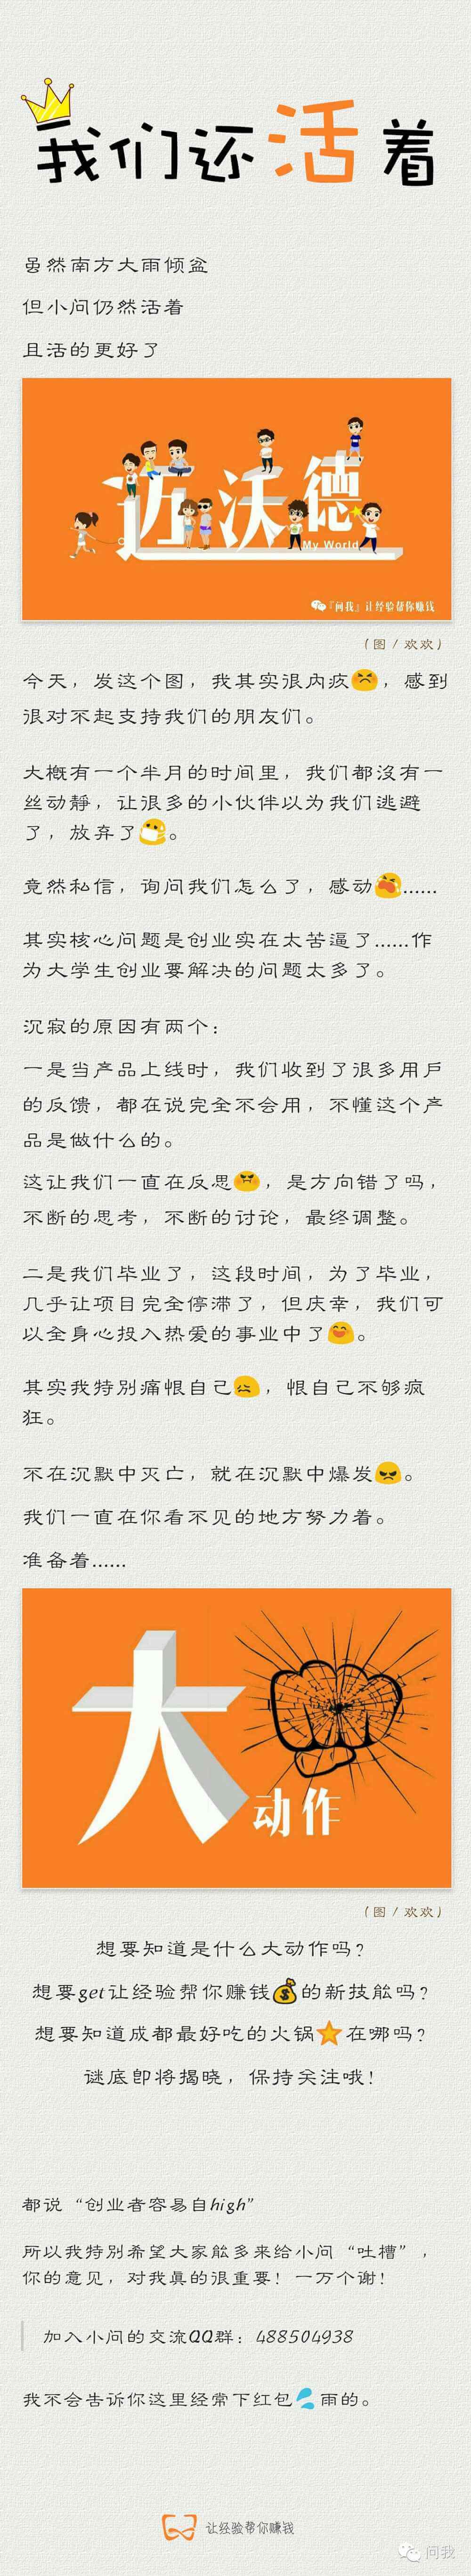 我们还活着
虽然南方大雨倾盆
但小问仍然活着
且活的更好了
迈沃德
My World
『问我』让经验帮你赚钱
（图／欢欢）
今天，发这个图，我其实很内疚😣，感到
很对不起支持我们的朋友们。
大概有一个半月的时间里，我们都没有一
丝动静，让很多的小伙伴以为我们逃避
了，放弃了😷。
竟然私信，询问我们怎么了，感动😭......
其实核心问题是创业实在太苦逼了......作
为大学生创业要解决的问题太多了。
沉寂的原因有两个：
一是当产品上线时，我们收到了很多用户
的反馈，都在说完全不会用，不懂这个产
品是做什么的。
这让我们一直在反思😡，是方向错了吗，
不断的思考，不断的讨论，最终调整。
二是我们毕业了，这段时间，为了毕业，
几乎让项目完全停滞了，但庆幸，我们可
以全身心投入热爱的事业中了😄。
其实我特别痛恨自己😖，恨自己不够疯
狂。
不在沉默中灭亡，就在沉默中爆发😠。
我们一直在你看不见的地方努力着。
准备着......
大
动作
（图／欢欢）
想要知道是什么大动作吗？
想要get让经验帮你赚钱💰的新技能吗？
想要知道成都最好吃的火锅⭐在哪吗？
谜底即将揭晓，保持关注哦！
都说“创业者容易自high”
所以我特别希望大家能多来给小问“吐槽”，
你的意见，对我真的很重要！一万个谢！
加入小问的交流QQ群：488504938
我不会告诉你这里经常下红包💦雨的。
让经验帮你赚钱
问我